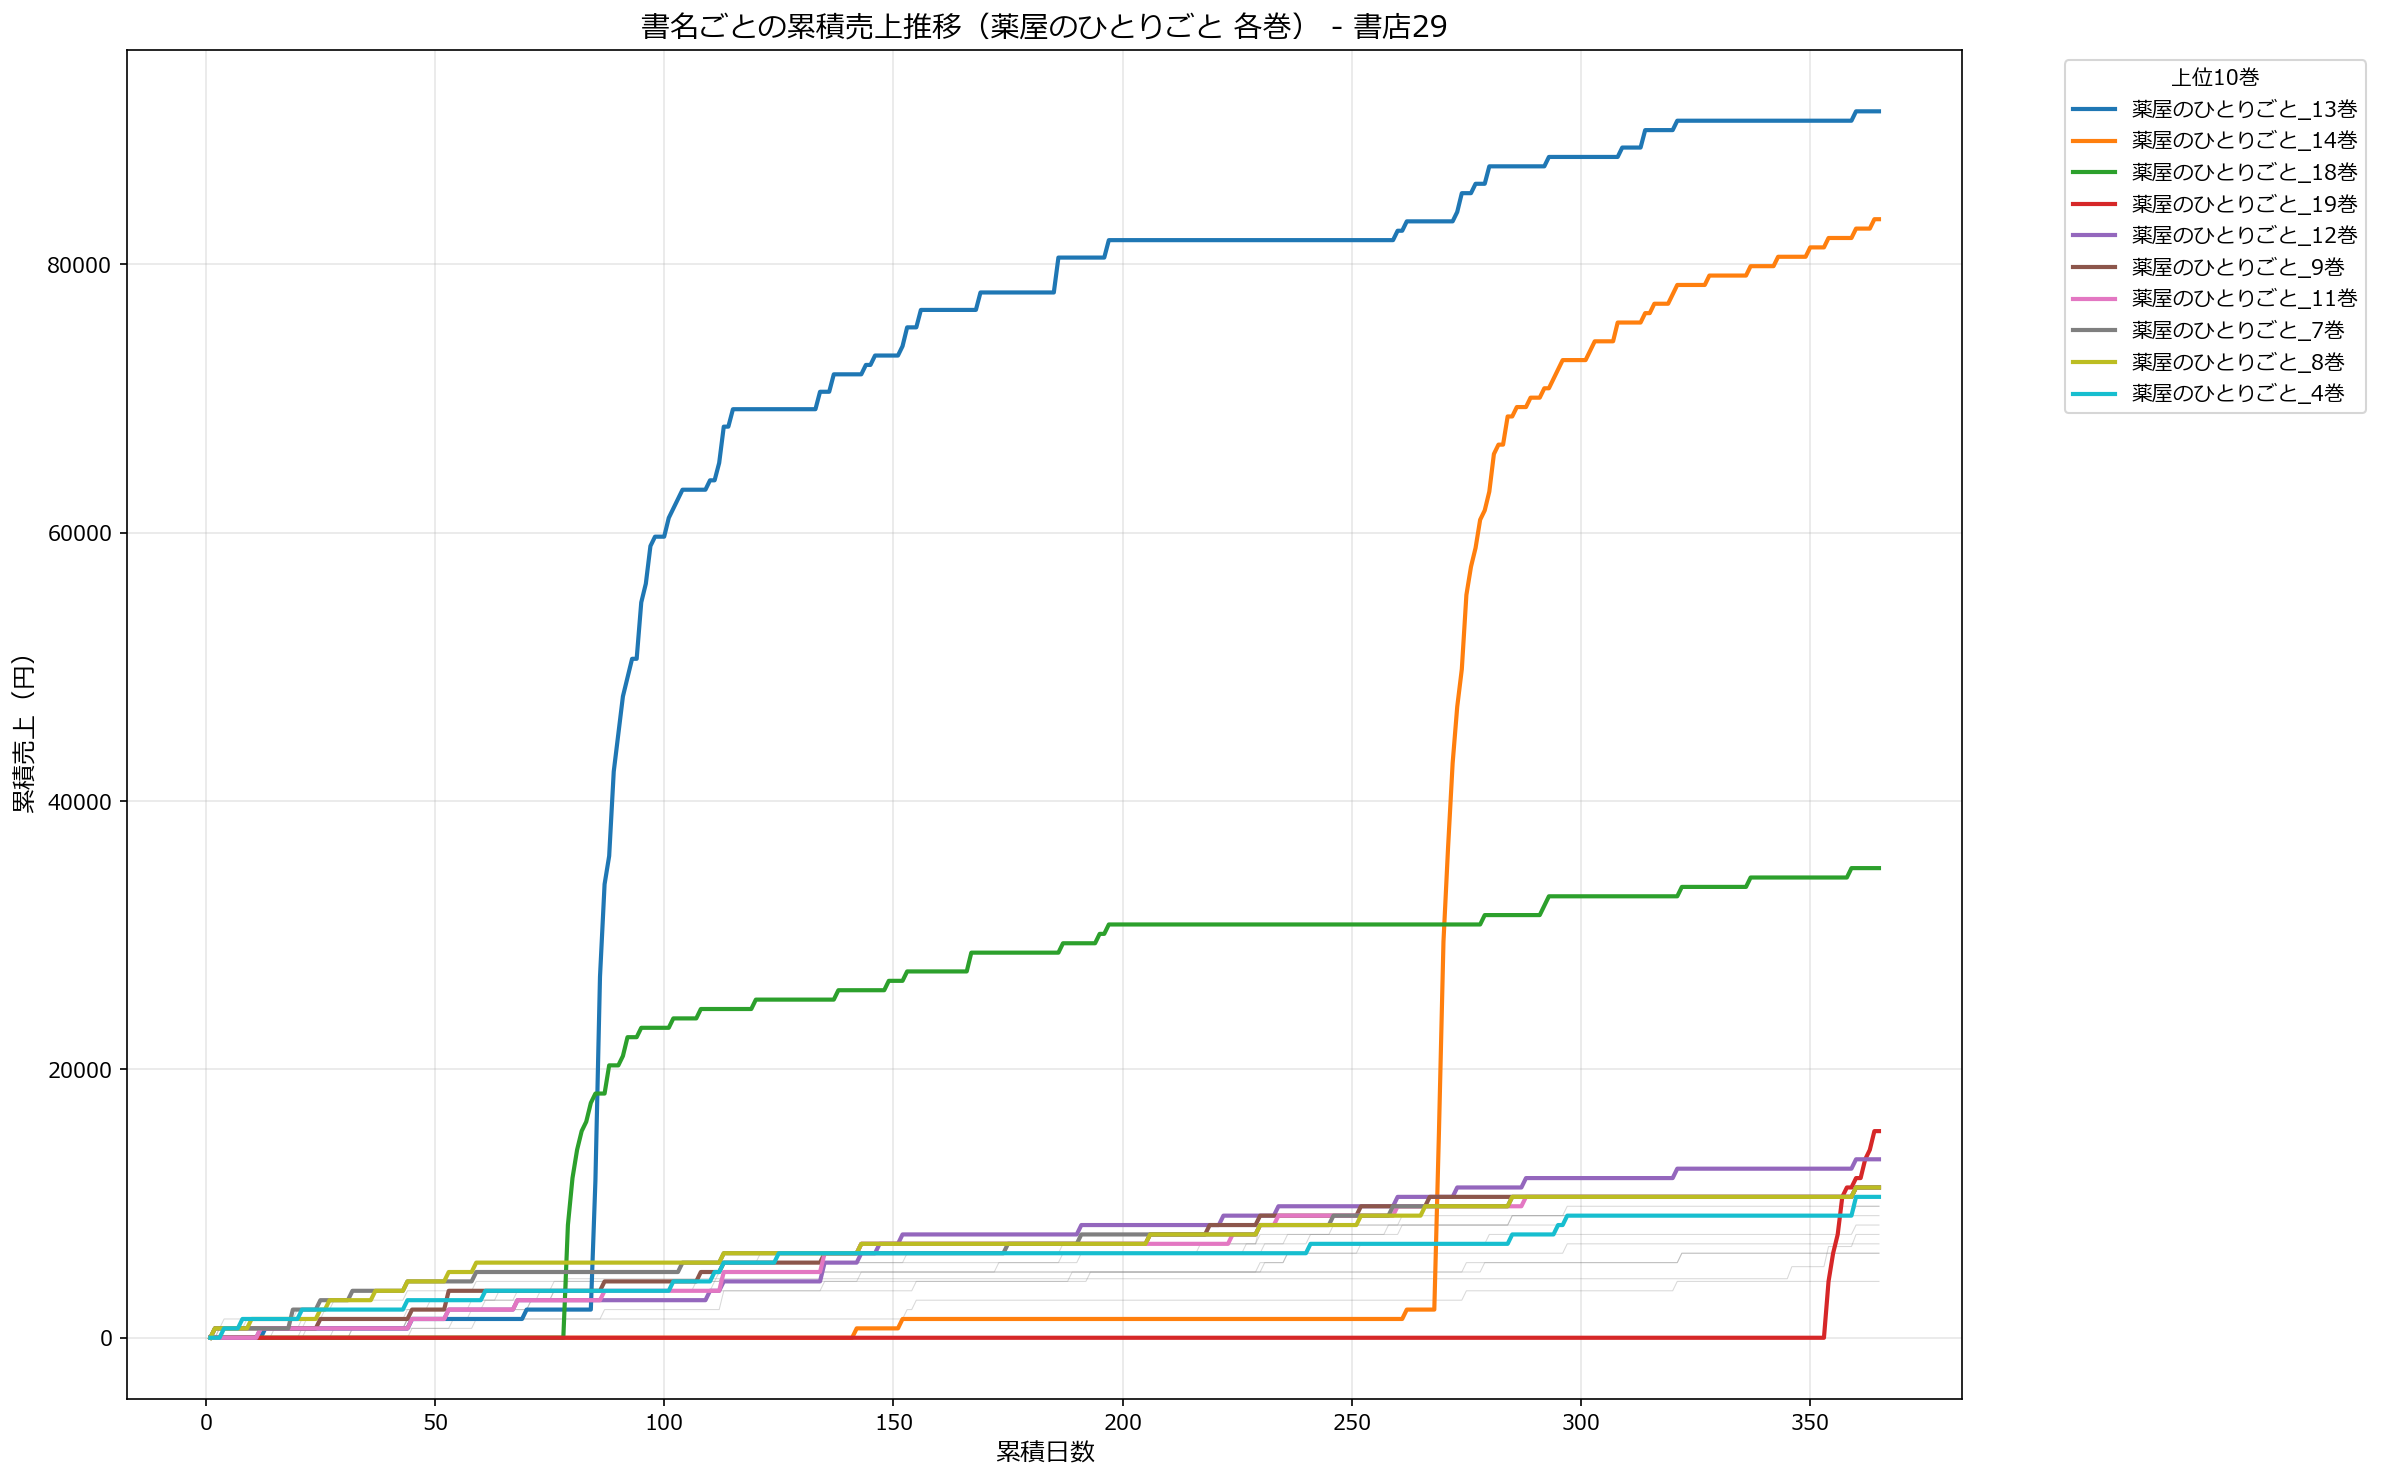 書名ごとの累積売上推移（薬屋のひとりごと 各巻） - 書店29
上位10巻
薬屋のひとりごと_13巻
薬屋のひとりごと_14巻
薬屋のひとりごと_18巻
薬屋のひとりごと_19巻
薬屋のひとりごと_12巻
薬屋のひとりごと_9巻
薬屋のひとりごと_11巻
薬屋のひとりごと_7巻
薬屋のひとりごと_8巻
薬屋のひとりごと_4巻
累積売上（円）
80000
60000
40000
20000
0
0 50 100 150 200 250 300 350
累積日数